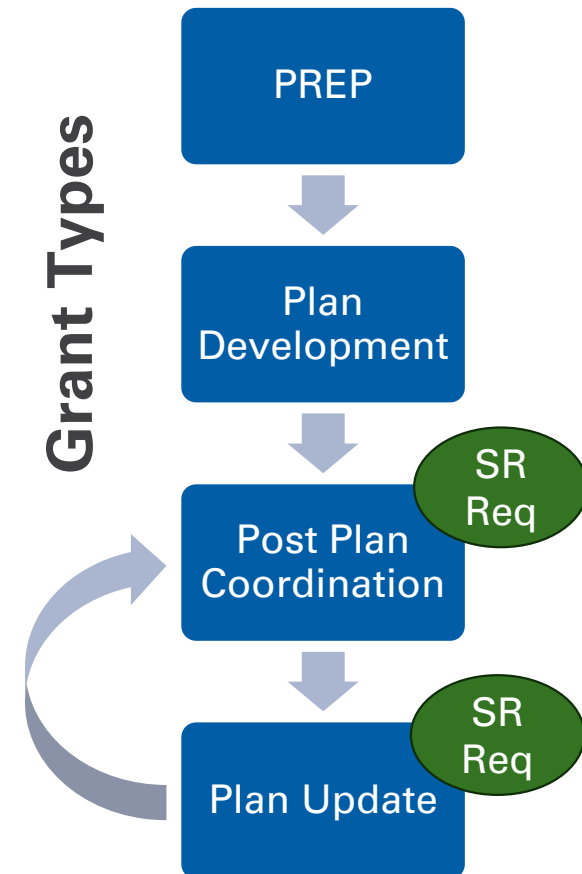 Grant Types
PREP
Plan
Development
SR
Req
Post Plan
Coordination
SR
Req
Plan Update